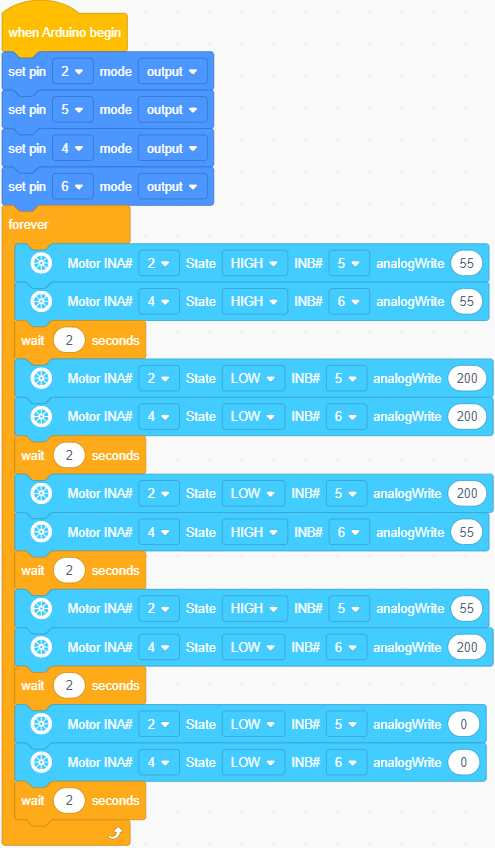 when Arduino begin
set pin 2 mode output
set pin 5 mode output
set pin 4 mode output
set pin 6 mode output
forever
Motor INA# 2 State HIGH INB# 5 analogWrite 55
Motor INA# 4 State HIGH INB# 6 analogWrite 55
wait 2 seconds
Motor INA# 2 State LOW INB# 5 analogWrite 200
Motor INA# 4 State LOW INB# 6 analogWrite 200
wait 2 seconds
Motor INA# 2 State LOW INB# 5 analogWrite 200
Motor INA# 4 State HIGH INB# 6 analogWrite 55
wait 2 seconds
Motor INA# 2 State HIGH INB# 5 analogWrite 55
Motor INA# 4 State LOW INB# 6 analogWrite 200
wait 2 seconds
Motor INA# 2 State LOW INB# 5 analogWrite 0
Motor INA# 4 State LOW INB# 6 analogWrite 0
wait 2 seconds